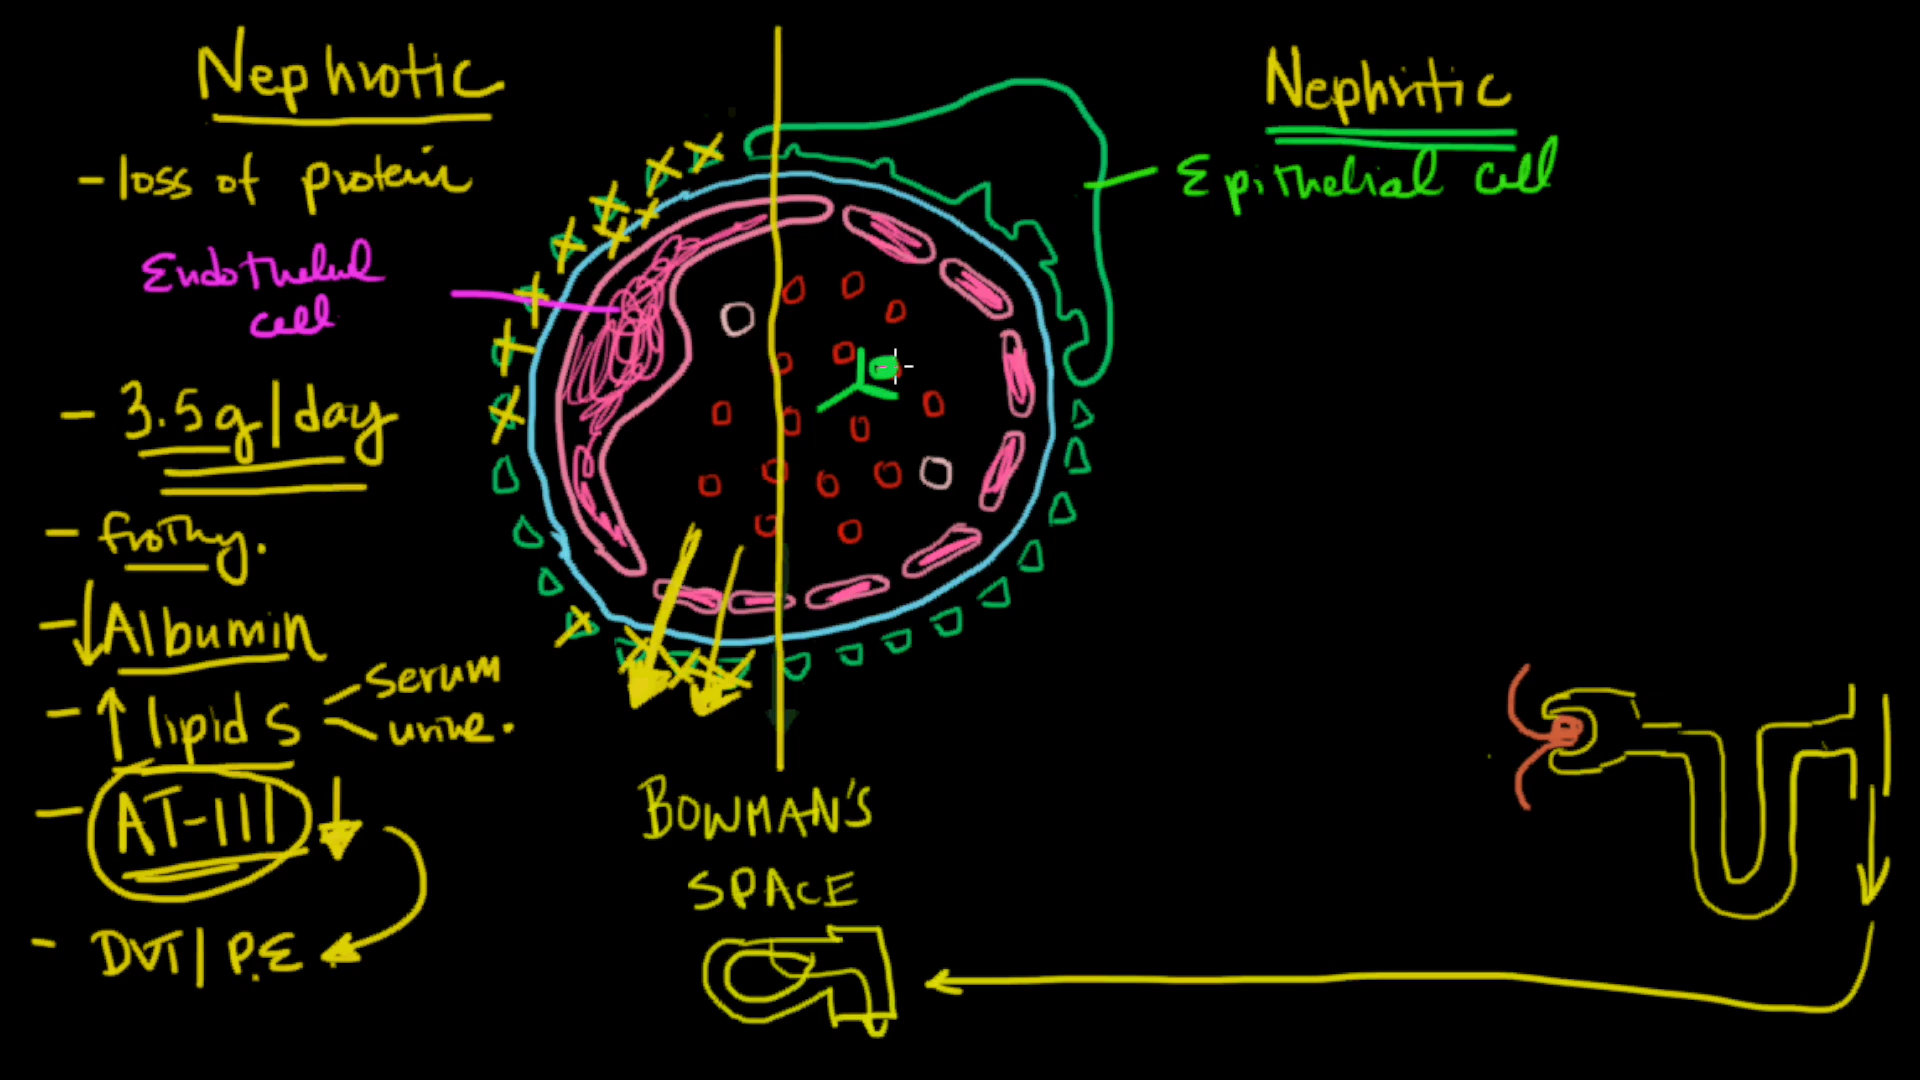 Nephrotic
- loss of protein
Endothelial
cell
- 3.5g/day
- frothy.
- ↓Albumin
- ↑ lipids < serum
urine.
- AT-III ↓
- DVT/P.E
BOWMAN'S
SPACE
Nephritic
Epithelial cell